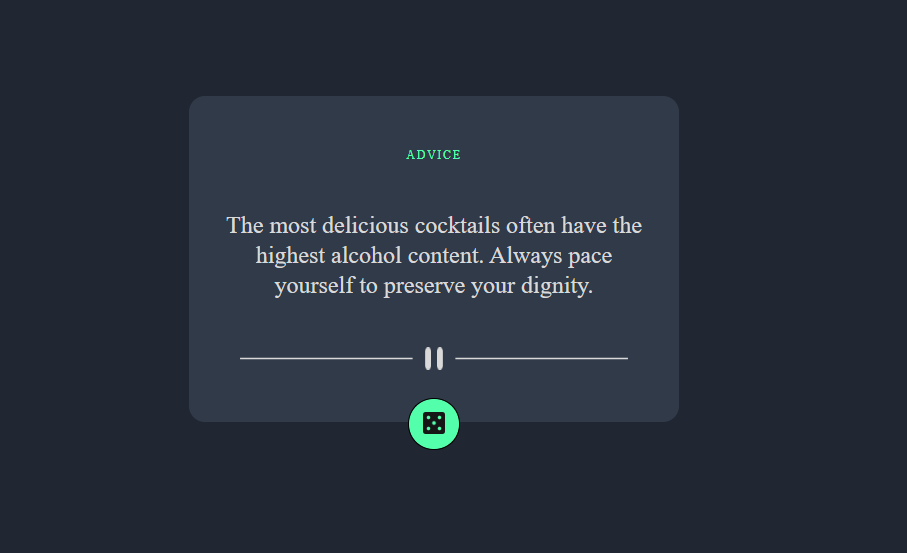 ADVICE
The most delicious cocktails often have the
highest alcohol content. Always pace
yourself to preserve your dignity.